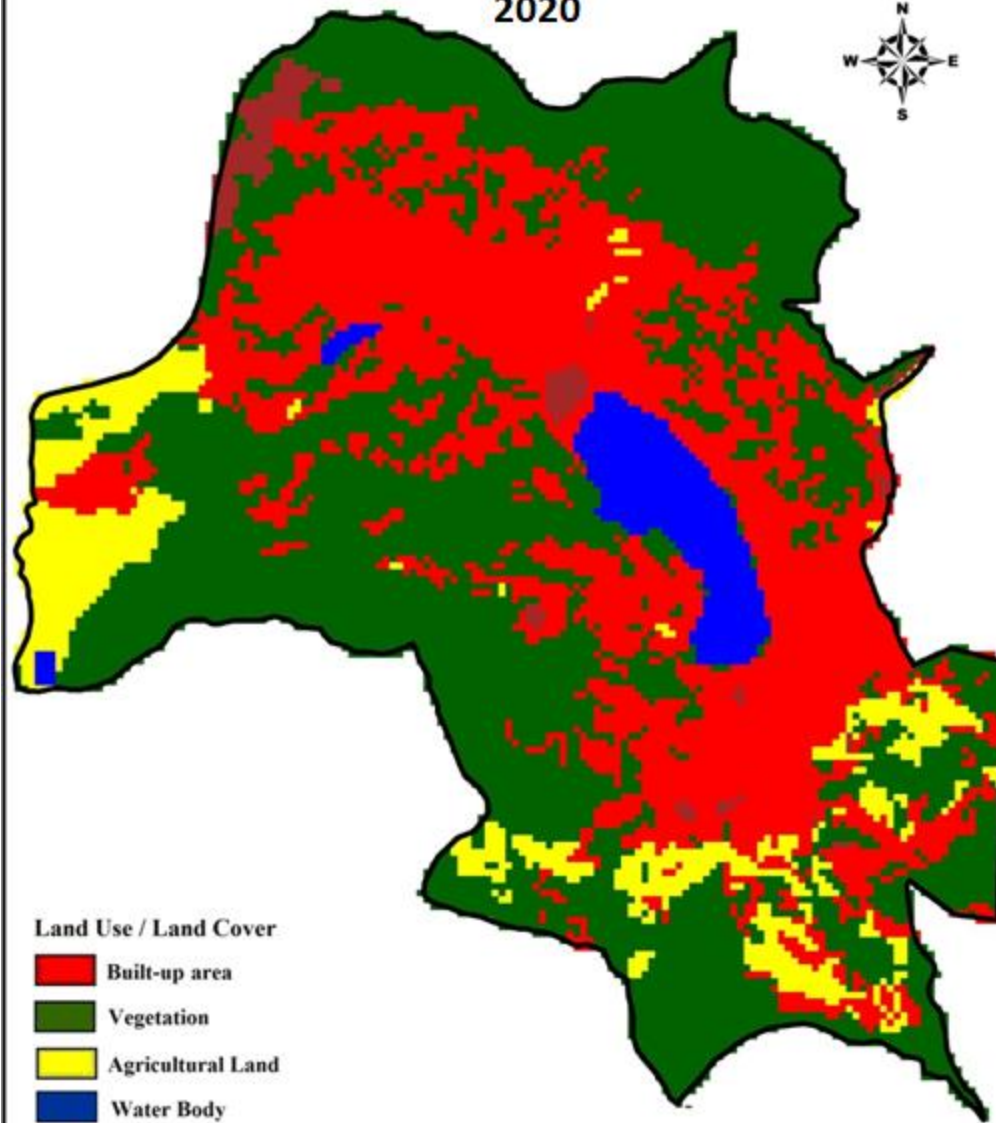 2020
N
W E
S
Land Use / Land Cover
Built-up area
Vegetation
Agricultural Land
Water Body